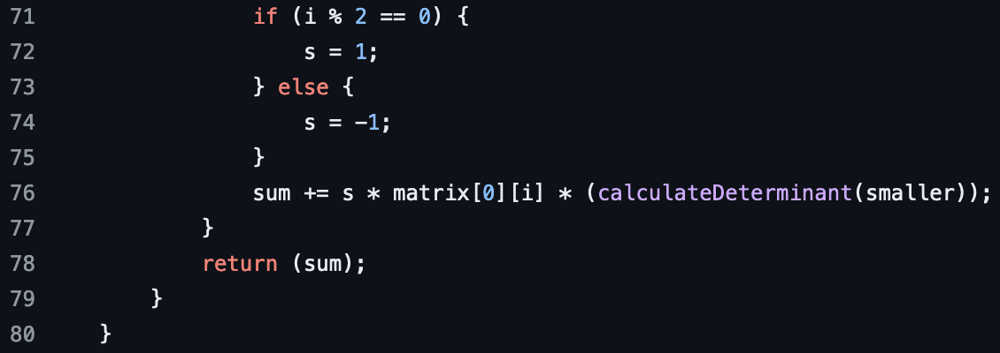 71                 if (i % 2 == 0) {
72                     s = 1;
73                 } else {
74                     s = -1;
75                 }
76                 sum += s * matrix[0][i] * (calculateDeterminant(smaller));
77             }
78             return (sum);
79         }
80     }